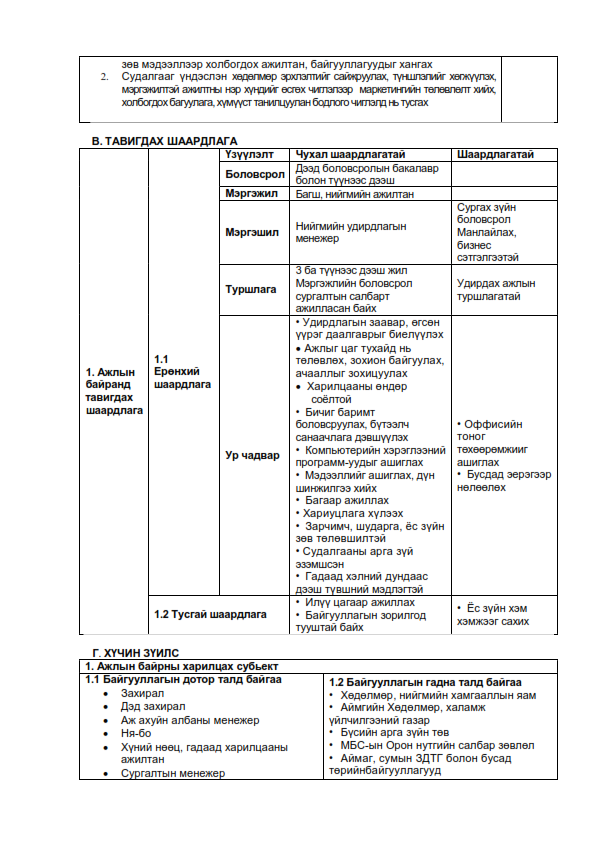 зөв мэдээллээр холбогдох ажилтан, байгууллагуудыг хангах
2. Судалгааг үндэслэн хөдөлмөр эрхлэлтийг сайжруулах, түншлэлийг хөгжүүлэх,
мэргэжилтэй ажилтны нэр хүндийг өсгөх чиглэлээр маркетингийн төлөвлөлт хийх,
холбогдох багуулага, хүмүүст танилцуулан бодлого чиглэлд нь тусгах
В. ТАВИГДАХ ШААРДЛАГА
1. Ажлын
байранд
тавигдах
шаардлага
1.1
Ерөнхий
шаардлага
Үзүүлэлт
Чухал шаардлагатай
Шаардлагатай
Боловсрол
Дээд боловсролын бакалавр
болон түүнээс дээш
Мэргэжил
Багш, нийгмийн ажилтан
Мэргэшил
Нийгмийн удирдлагын
менежер
Сургах зүйн
боловсрол
Манлайлах,
бизнес
сэтгэлгээтэй
Туршлага
3 ба түүнээс дээш жил
Мэргэжлийн боловсрол
сургалтын салбарт
ажилласан байх
Удирдах ажлын
туршлагатай
Ур чадвар
• Удирдлагын заавар, өгсөн
үүрэг даалгаврыг биелүүлэх
• Ажлыг цаг тухайд нь
төлөвлөх, зохион байгуулах,
ачааллыг зохицуулах
• Харилцааны өндөр
соёлтой
• Бичиг баримт
боловсруулах, бүтээлч
санаачлага дэвшүүлэх
• Компьютерийн хэрэглээний
программ-уудыг ашиглах
• Мэдээллийг ашиглах, дүн
шинжилгээ хийх
• Багаар ажиллах
• Хариуцлага хүлээх
• Зарчимч, шударга, ёс зүйн
зөв төлөвшилтэй
• Судалгааны арга зүй
эзэмшсэн
• Гадаад хэлний дундаас
дээш түвшний мэдлэгтэй
• Оффисийн
тоног
төхөөрөмжииг
ашиглах
• Бусдад эерэгээр
нөлөөлөх
1.2 Тусгай шаардлага
• Илүү цагаар ажиллах
• Байгууллагын зорилгод
тууштай байх
• Ёс зүйн хэм
хэмжээг сахих
Г. ХҮЧИН ЗҮИЛС
1. Ажлын байрны харилцах субьект
1.1 Байгууллагын дотор талд байгаа
• Захирал
• Дэд захирал
• Аж ахуйн албаны менежер
• Ня-бо
• Хүний нөөц, гадаад харилцааны
ажилтан
• Сургалтын менежер
1.2 Байгууллагын гадна талд байгаа
• Хөдөлмөр, нийгмийн хамгааллын яам
• Аймгийн Хөдөлмөр, халамж
үйлчилгээний газар
• Бүсийн арга зүйн төв
• МБС-ын Орон нутгийн салбар зөвлөл
• Аймаг, сумын ЗДТГ болон бусад
төрийнбайгууллагууд